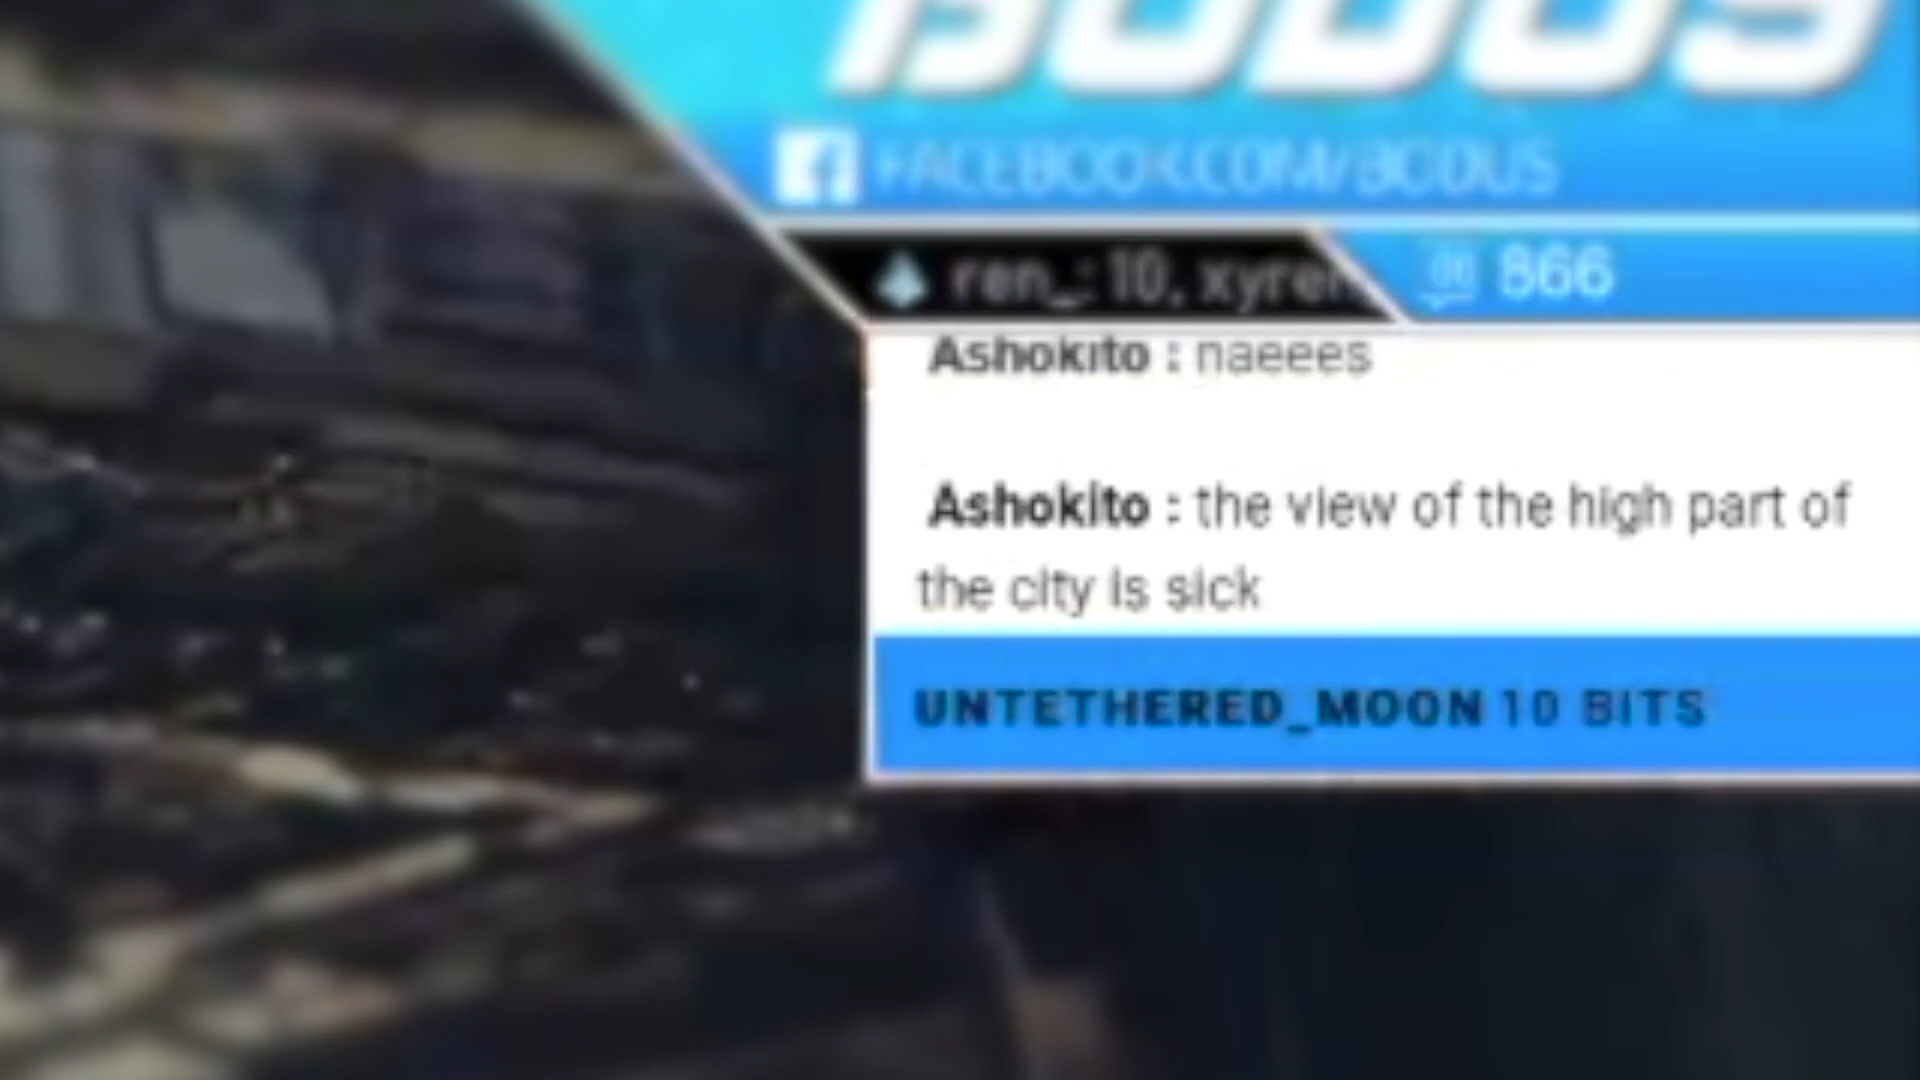 BODUS
FACEBOOK.COM/BODUS
ren_: 10, xyren
866
Ashokito : naeees
Ashokito : the view of the high part of
the city is sick
UNTETHERED_MOON 10 BITS